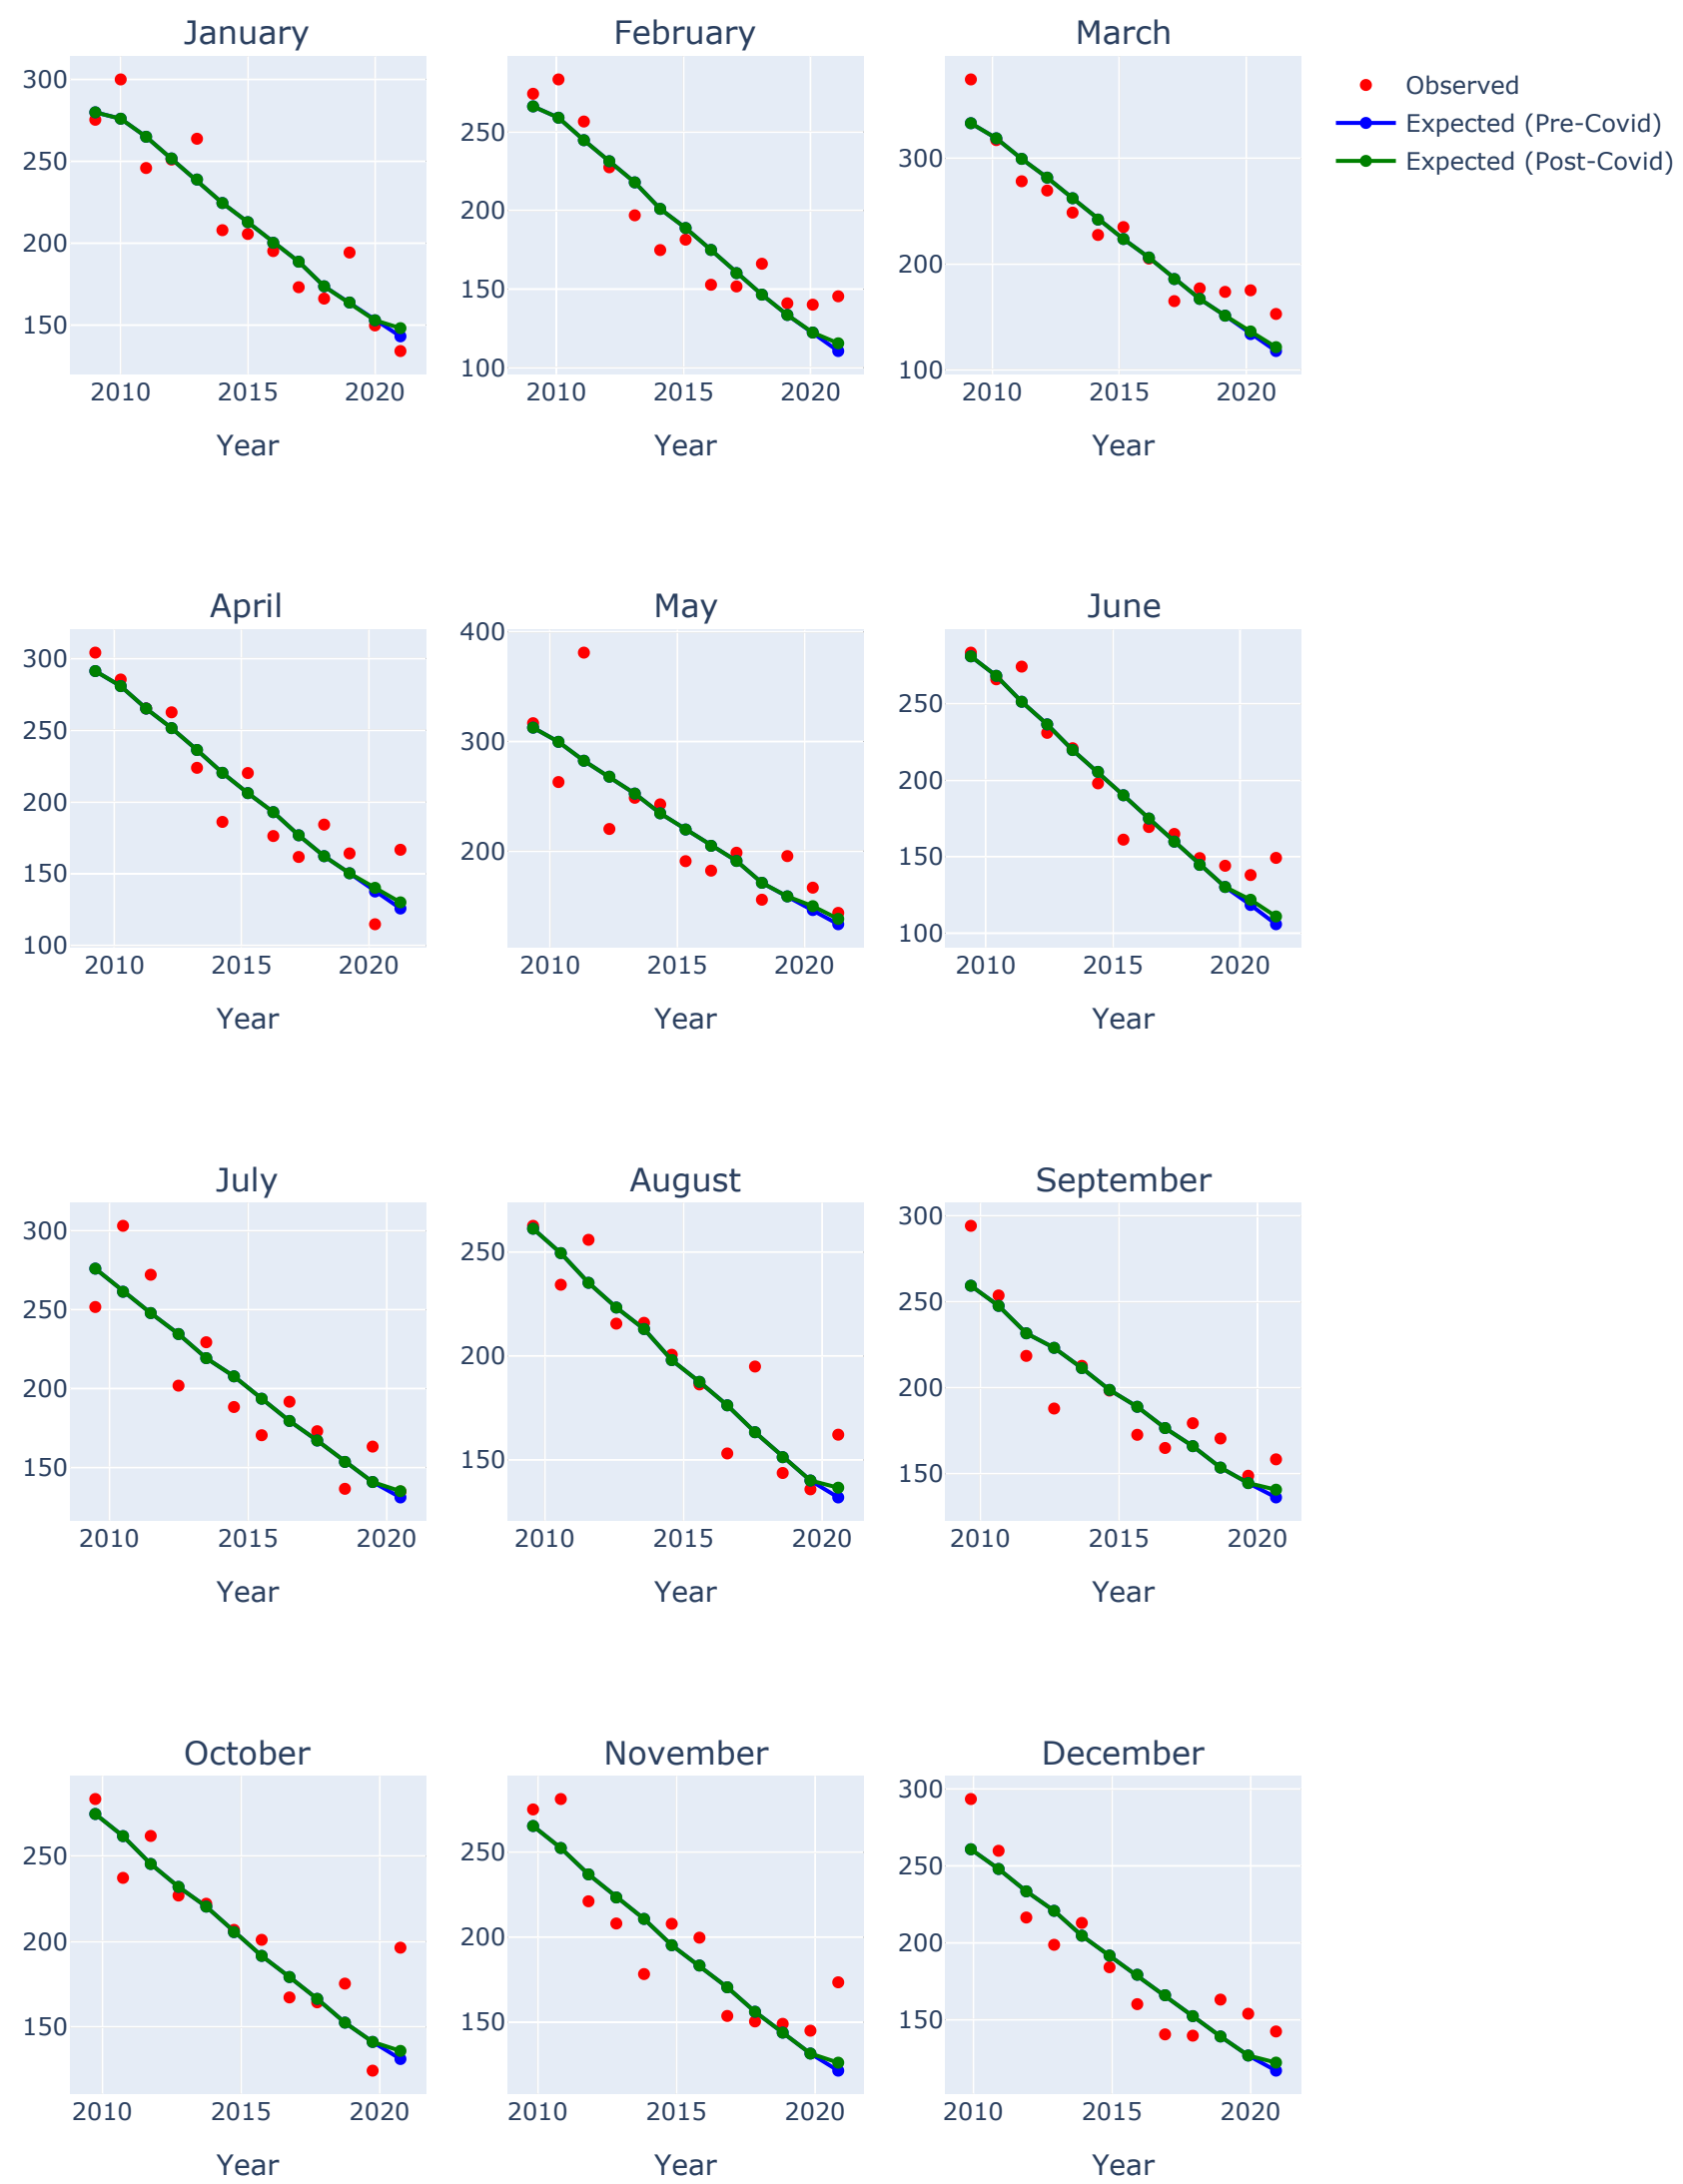 January
February
March
Observed
Expected (Pre-Covid)
Expected (Post-Covid)
300
250
200
150
250
200
150
100
300
200
100
2010 2015 2020
2010 2015 2020
2010 2015 2020
Year
Year
Year
April
May
June
300
250
200
150
100
400
300
200
250
200
150
100
2010 2015 2020
2010 2015 2020
2010 2015 2020
Year
Year
Year
July
August
September
300
250
200
150
250
200
150
300
250
200
150
2010 2015 2020
2010 2015 2020
2010 2015 2020
Year
Year
Year
October
November
December
250
200
150
250
200
150
300
250
200
150
2010 2015 2020
2010 2015 2020
2010 2015 2020
Year
Year
Year